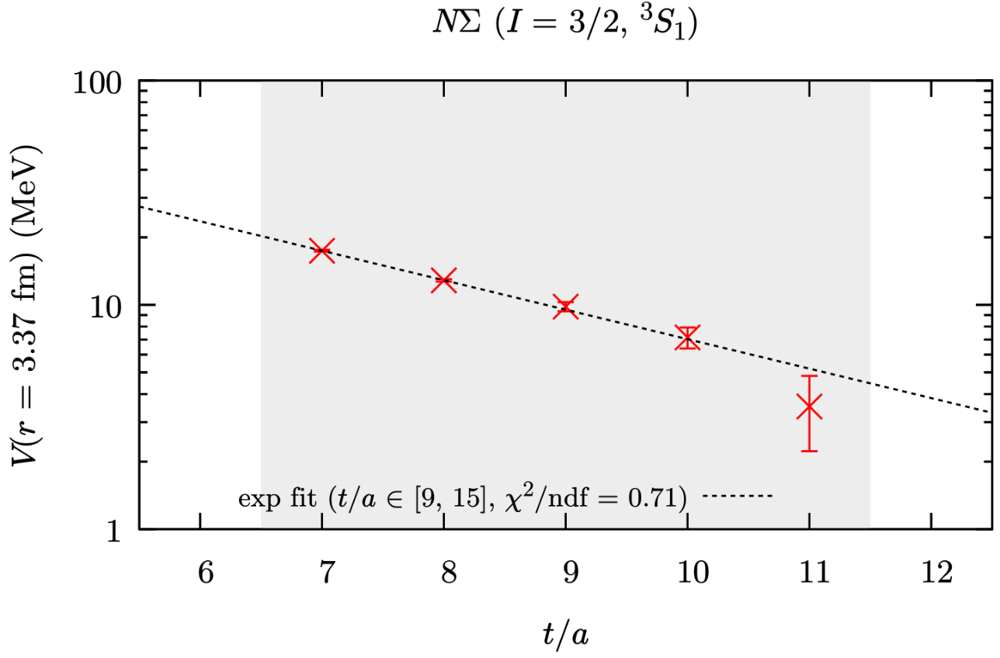 NΣ (I = 3/2, ³S₁)
100
10
1
V(r = 3.37 fm) (MeV)
exp fit (t/a ∈ [9, 15], χ²/ndf = 0.71)
6 7 8 9 10 11 12
t/a